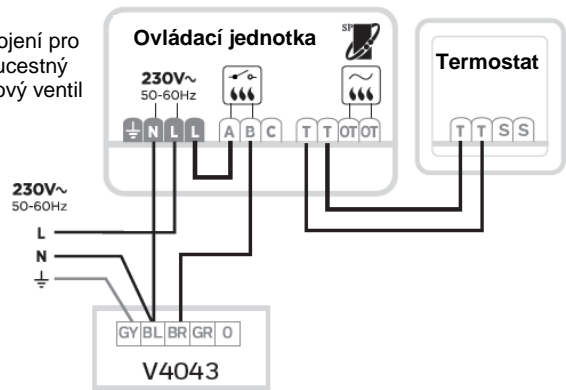 ojení pro
ucestný
ový ventil
Ovládací jednotka
SP
Termostat
230V~
50-60Hz
⏚ N L L A B C T T OT OT
T T S S
230V~
50-60Hz
L
N
⏚
GY BL BR GR O
V4043